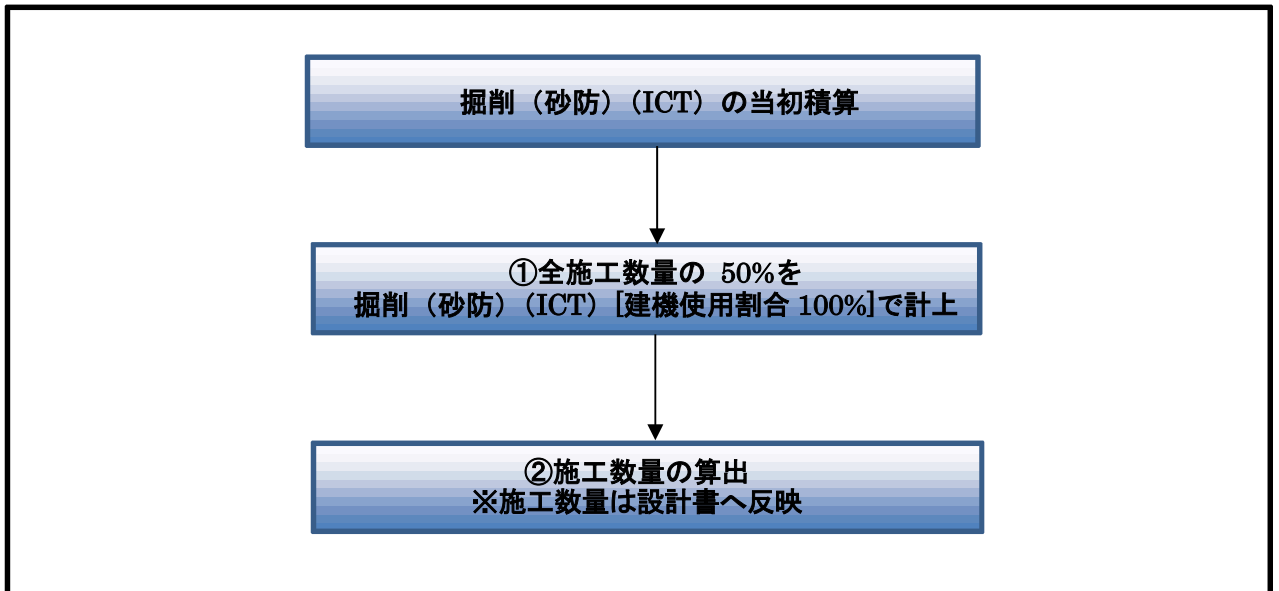 掘削（砂防）（ICT）の当初積算
①全施工数量の 50%を
掘削（砂防）（ICT）[建機使用割合 100%]で計上
②施工数量の算出
※施工数量は設計書へ反映